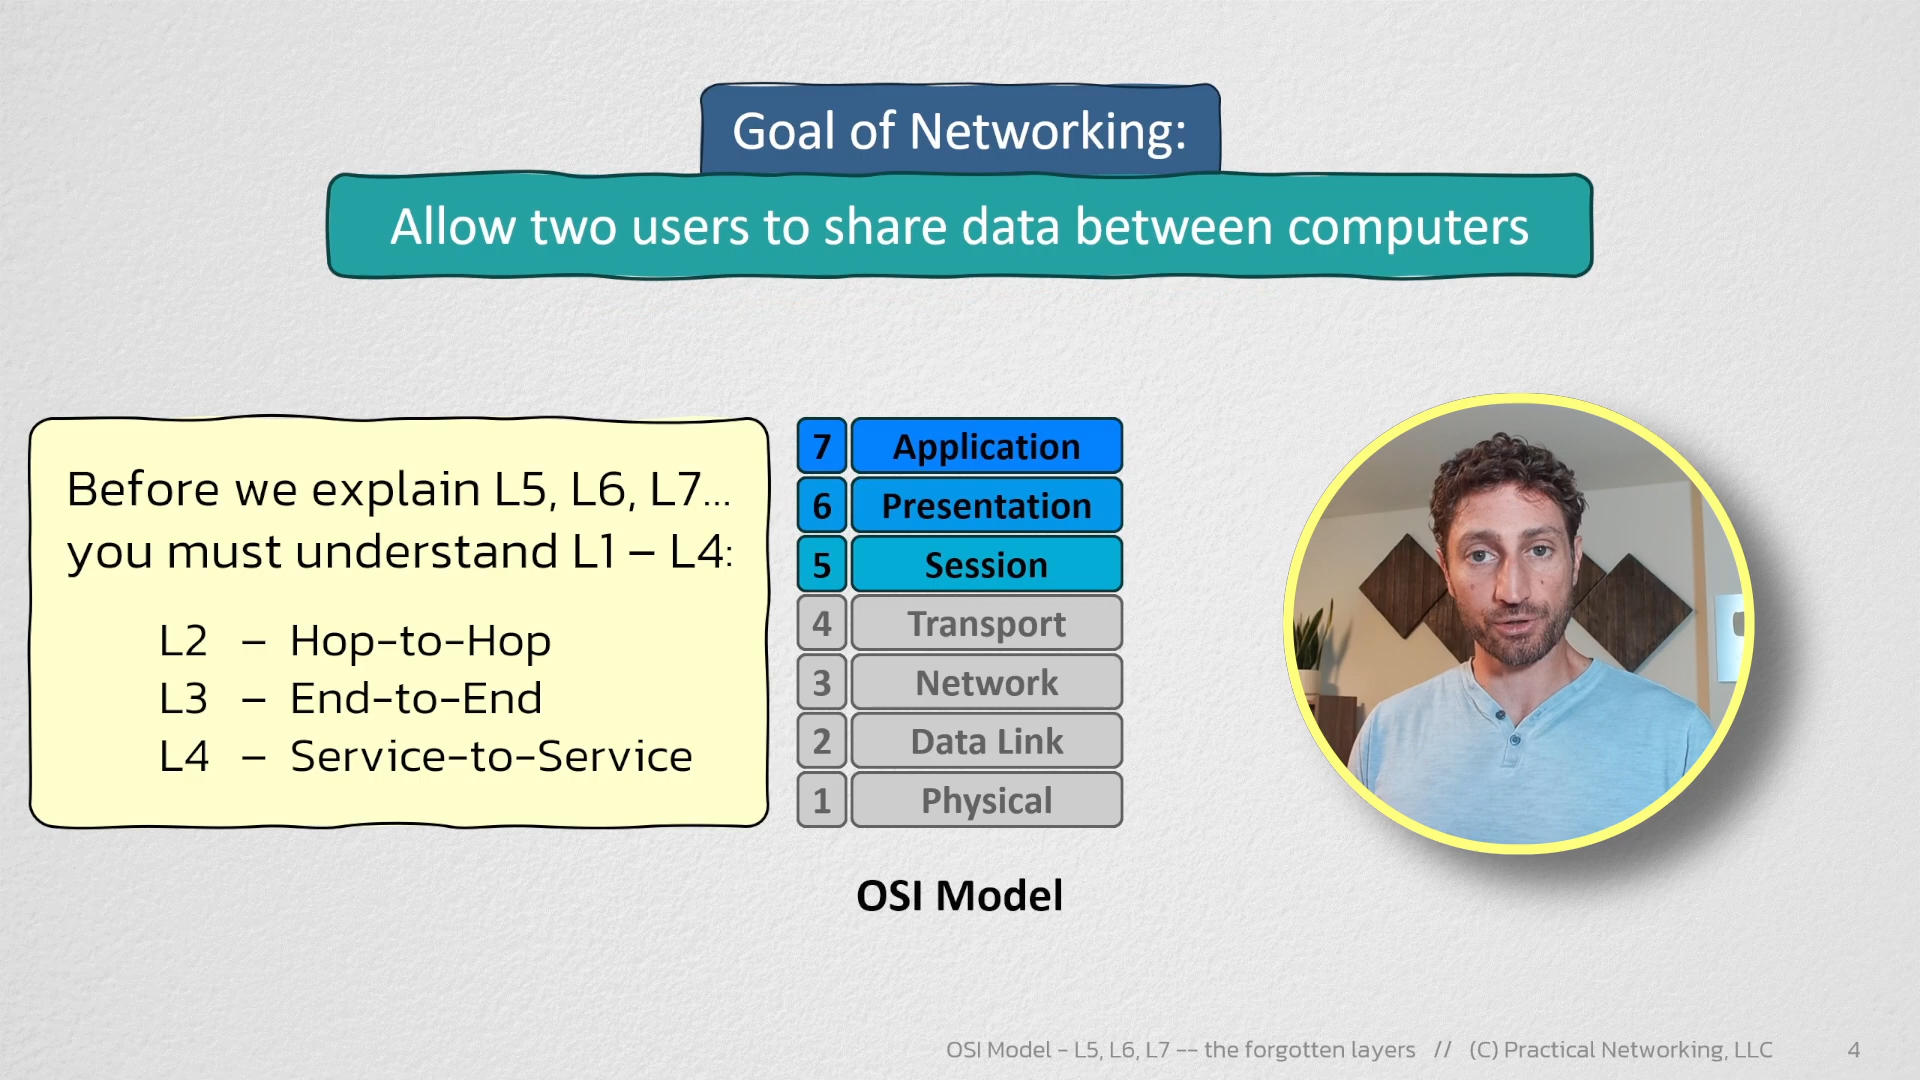 Goal of Networking:
Allow two users to share data between computers
Before we explain L5, L6, L7...
you must understand L1 – L4:
L2 – Hop-to-Hop
L3 – End-to-End
L4 – Service-to-Service
7 Application
6 Presentation
5 Session
4 Transport
3 Network
2 Data Link
1 Physical
OSI Model
OSI Model - L5, L6, L7 -- the forgotten layers // (C) Practical Networking, LLC 4